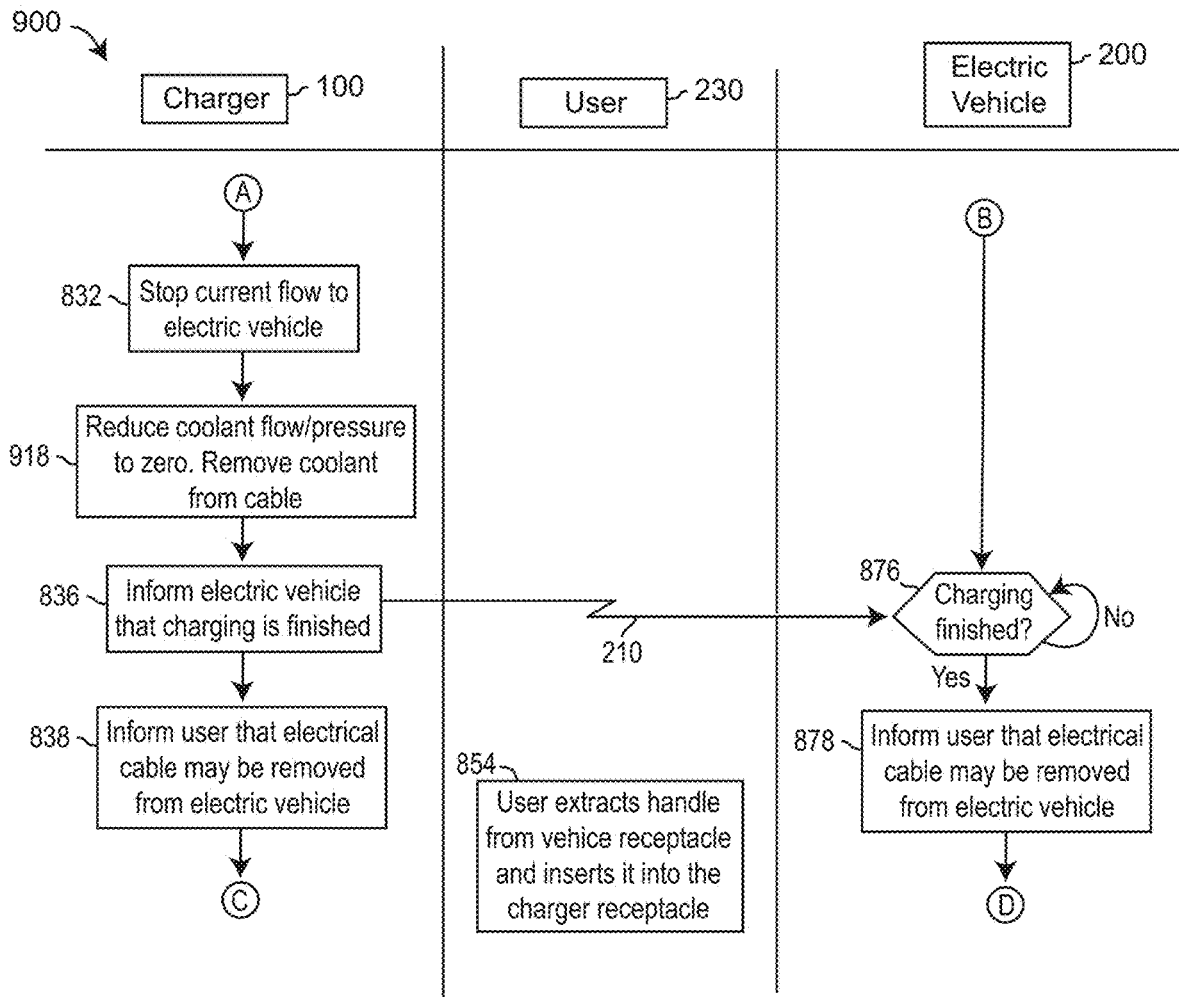 900
Charger
100
User
230
Electric
Vehicle
200
A
B
832
Stop current flow to
electric vehicle
918
Reduce coolant flow/pressure
to zero. Remove coolant
from cable
836
Inform electric vehicle
that charging is finished
210
876
Charging
finished?
No
Yes
838
Inform user that electrical
cable may be removed
from electric vehicle
854
User extracts handle
from vehice receptacle
and inserts it into the
charger receptacle
878
Inform user that electrical
cable may be removed
from electric vehicle
C
D